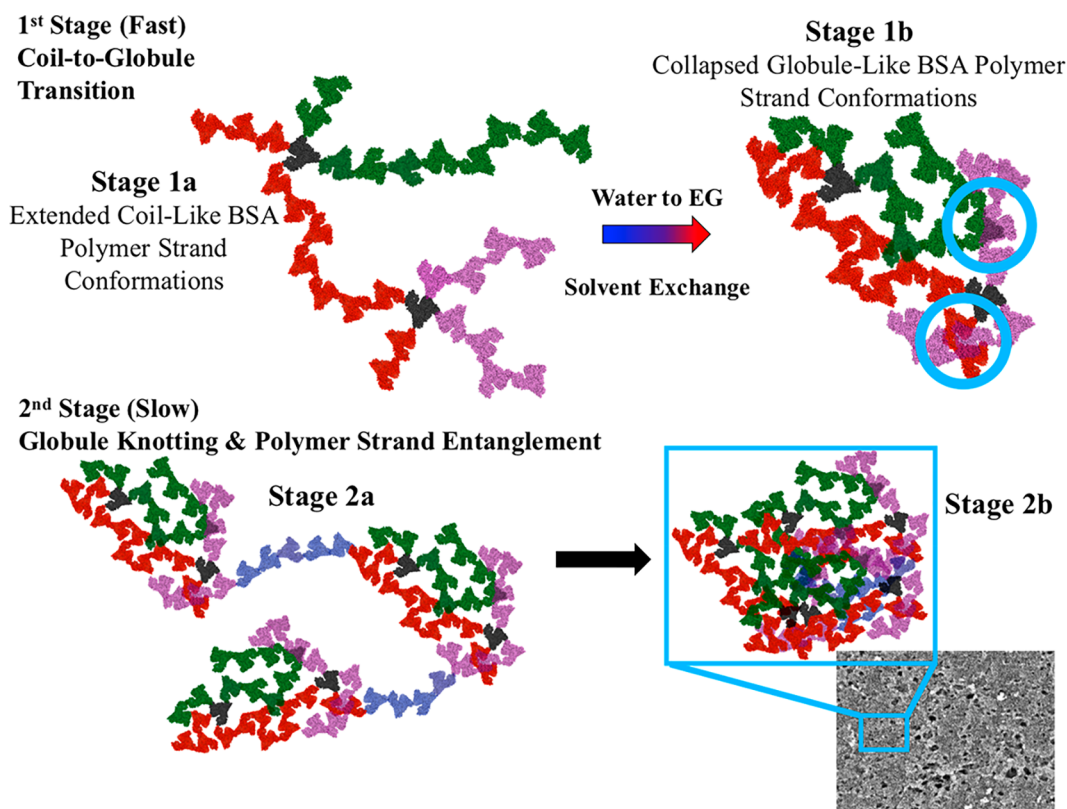 1st Stage (Fast)
Coil-to-Globule
Transition
Stage 1a
Extended Coil-Like BSA
Polymer Strand
Conformations
Water to EG
Solvent Exchange
Stage 1b
Collapsed Globule-Like BSA Polymer
Strand Conformations
2nd Stage (Slow)
Globule Knotting & Polymer Strand Entanglement
Stage 2a
Stage 2b